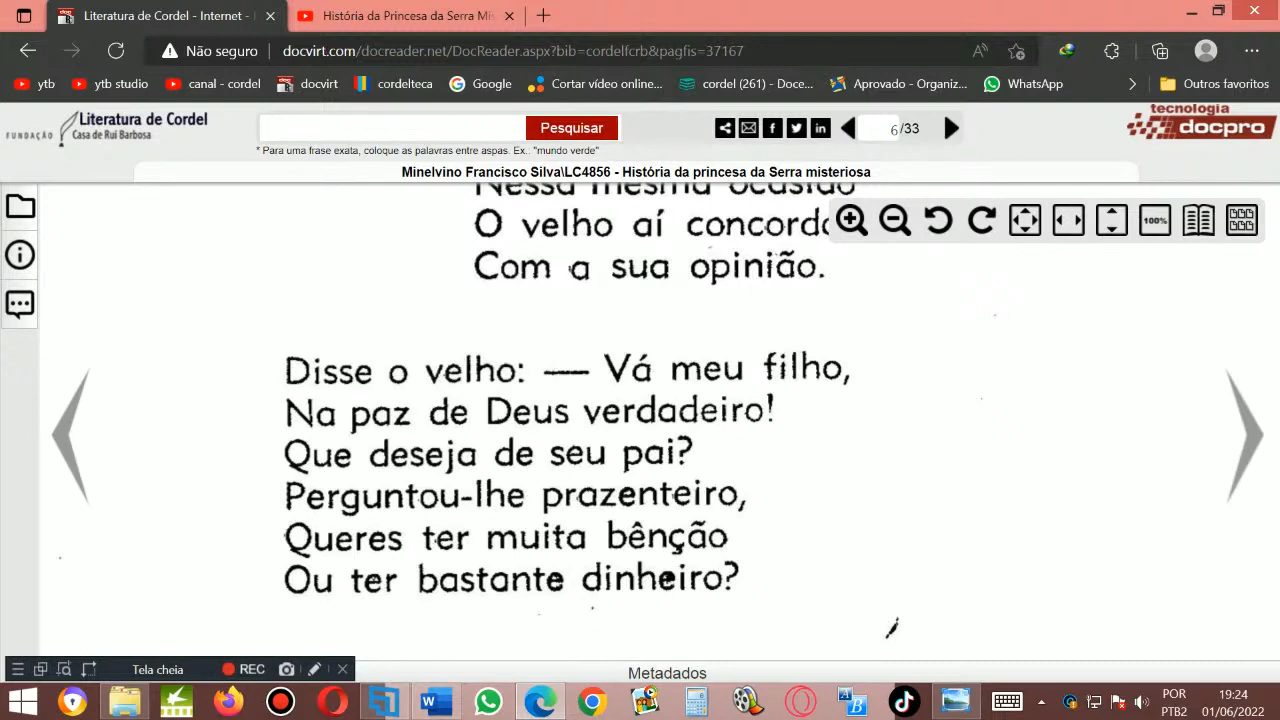 Literatura de Cordel - Internet -
História da Princesa da Serra Mis
Não seguro
docvirt.com/docreader.net/DocReader.aspx?bib=cordelfcrb&pagfis=37167
ytb
ytb studio
canal - cordel
docvirt
cordelteca
Google
Cortar vídeo online...
cordel (261) - Doce...
Aprovado - Organiz...
WhatsApp
Outros favoritos
FUNDAÇÃO
Literatura de Cordel
Casa de Rui Barbosa
Pesquisar
* Para uma frase exata, coloque as palavras entre aspas. Ex.: "mundo verde"
6 /33
tecnologia
docpro
Minelvino Francisco Silva\LC4856 - História da princesa da Serra misteriosa
100%
Nessa mesma ocasião
O velho aí concordo
Com a sua opinião.
Disse o velho: — Vá meu filho,
Na paz de Deus verdadeiro!
Que deseja de seu pai?
Perguntou-lhe prazenteiro,
Queres ter muita bênção
Ou ter bastante dinheiro?
Tela cheia
REC
Metadados
POR
PTB2
19:24
01/06/2022